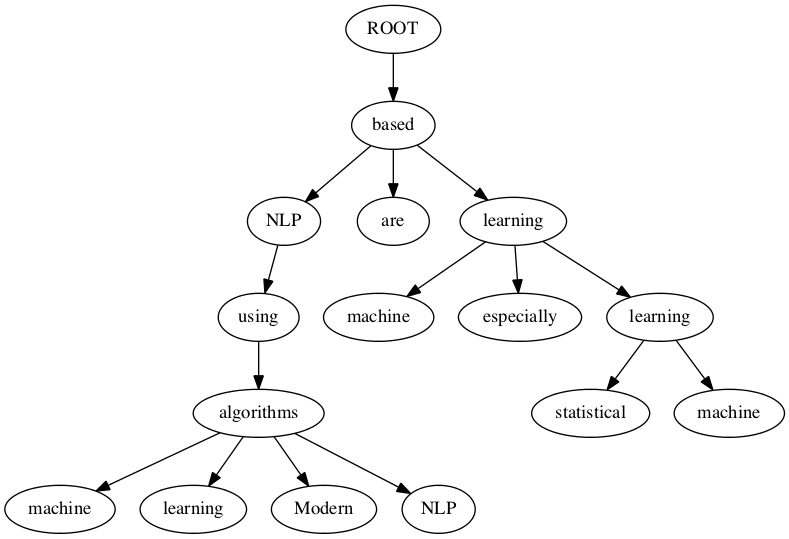 ROOT
based
NLP are learning
using machine especially learning
algorithms statistical machine
machine learning Modern NLP